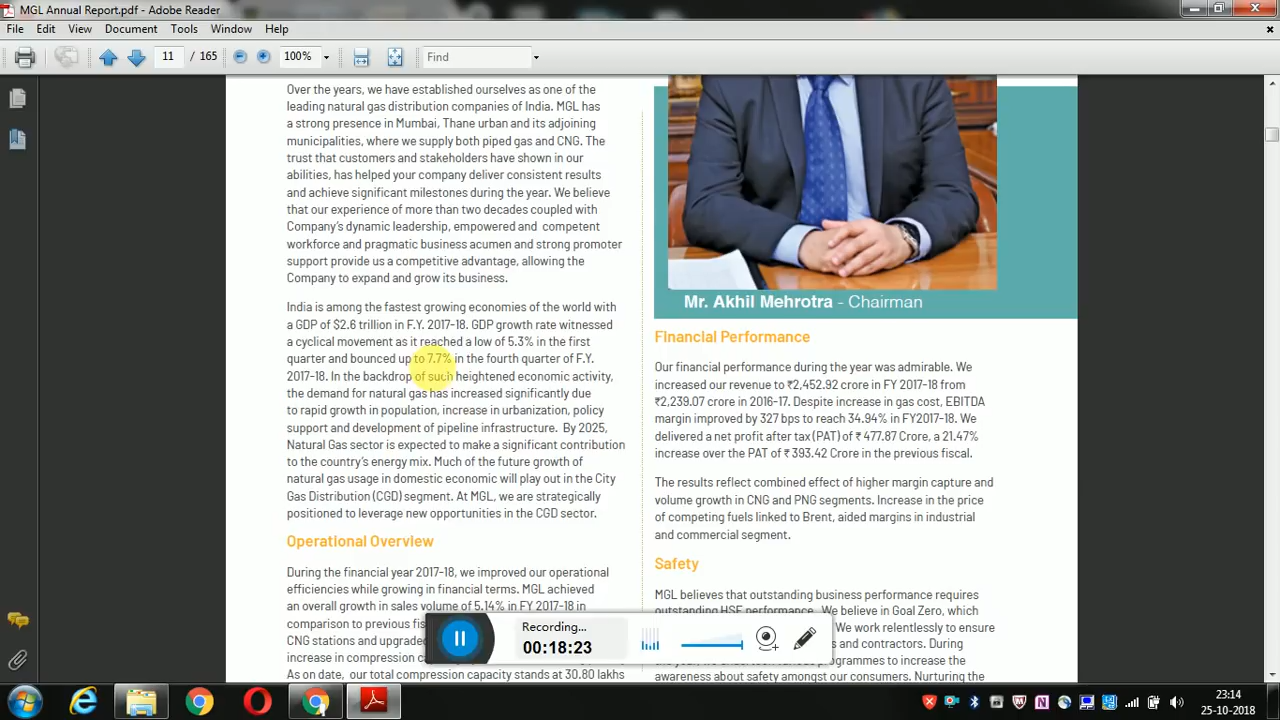 MGL Annual Report.pdf - Adobe Reader
File Edit View Document Tools Window Help
11 / 165 100% Find
Over the years, we have established ourselves as one of the
leading natural gas distribution companies of India. MGL has
a strong presence in Mumbai, Thane urban and its adjoining
municipalities, where we supply both piped gas and CNG. The
trust that customers and stakeholders have shown in our
abilities, has helped your company deliver consistent results
and achieve significant milestones during the year. We believe
that our experience of more than two decades coupled with
Company's dynamic leadership, empowered and competent
workforce and pragmatic business acumen and strong promoter
support provide us a competitive advantage, allowing the
Company to expand and grow its business.
India is among the fastest growing economies of the world with
a GDP of $2.6 trillion in F.Y. 2017-18. GDP growth rate witnessed
a cyclical movement as it reached a low of 5.3% in the first
quarter and bounced up to 7.7% in the fourth quarter of F.Y.
2017-18. In the backdrop of such heightened economic activity,
the demand for natural gas has increased significantly due
to rapid growth in population, increase in urbanization, policy
support and development of pipeline infrastructure. By 2025,
Natural Gas sector is expected to make a significant contribution
to the country's energy mix. Much of the future growth of
natural gas usage in domestic economic will play out in the City
Gas Distribution (CGD) segment. At MGL, we are strategically
positioned to leverage new opportunities in the CGD sector.
Operational Overview
During the financial year 2017-18, we improved our operational
efficiencies while growing in financial terms. MGL achieved
an overall growth in sales volume of 5.14% in FY 2017-18 in
comparison to previous fis
CNG stations and upgraded
increase in compression ca
As on date, our total compression capacity stands at 30.80 lakhs
Mr. Akhil Mehrotra - Chairman
Financial Performance
Our financial performance during the year was admirable. We
increased our revenue to ₹2,452.92 crore in FY 2017-18 from
₹2,239.07 crore in 2016-17. Despite increase in gas cost, EBITDA
margin improved by 327 bps to reach 34.94% in FY2017-18. We
delivered a net profit after tax (PAT) of ₹ 477.87 Crore, a 21.47%
increase over the PAT of ₹ 393.42 Crore in the previous fiscal.
The results reflect combined effect of higher margin capture and
volume growth in CNG and PNG segments. Increase in the price
of competing fuels linked to Brent, aided margins in industrial
and commercial segment.
Safety
MGL believes that outstanding business performance requires
outstanding HSE performance. We believe in Goal Zero, which
We work relentlessly to ensure
s and contractors. During
programmes to increase the
awareness about safety amongst our consumers. Nurturing the
Recording...
00:18:23
23:14
25-10-2018